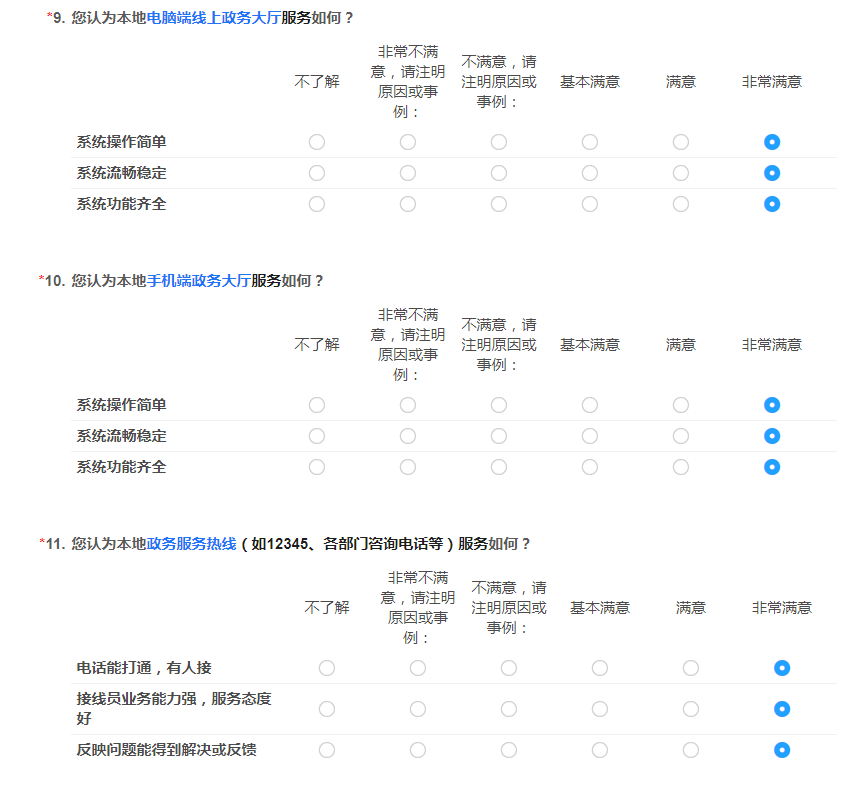 *9. 您认为本地电脑端线上政务大厅服务如何？
不了解 非常不满意，请注明原因或事例： 不满意，请注明原因或事例： 基本满意 满意 非常满意
系统操作简单
系统流畅稳定
系统功能齐全
*10. 您认为本地手机端政务大厅服务如何？
不了解 非常不满意，请注明原因或事例： 不满意，请注明原因或事例： 基本满意 满意 非常满意
系统操作简单
系统流畅稳定
系统功能齐全
*11. 您认为本地政务服务热线（如12345、各部门咨询电话等）服务如何？
不了解 非常不满意，请注明原因或事例： 不满意，请注明原因或事例： 基本满意 满意 非常满意
电话能打通，有人接
接线员业务能力强，服务态度
好
反映问题能得到解决或反馈